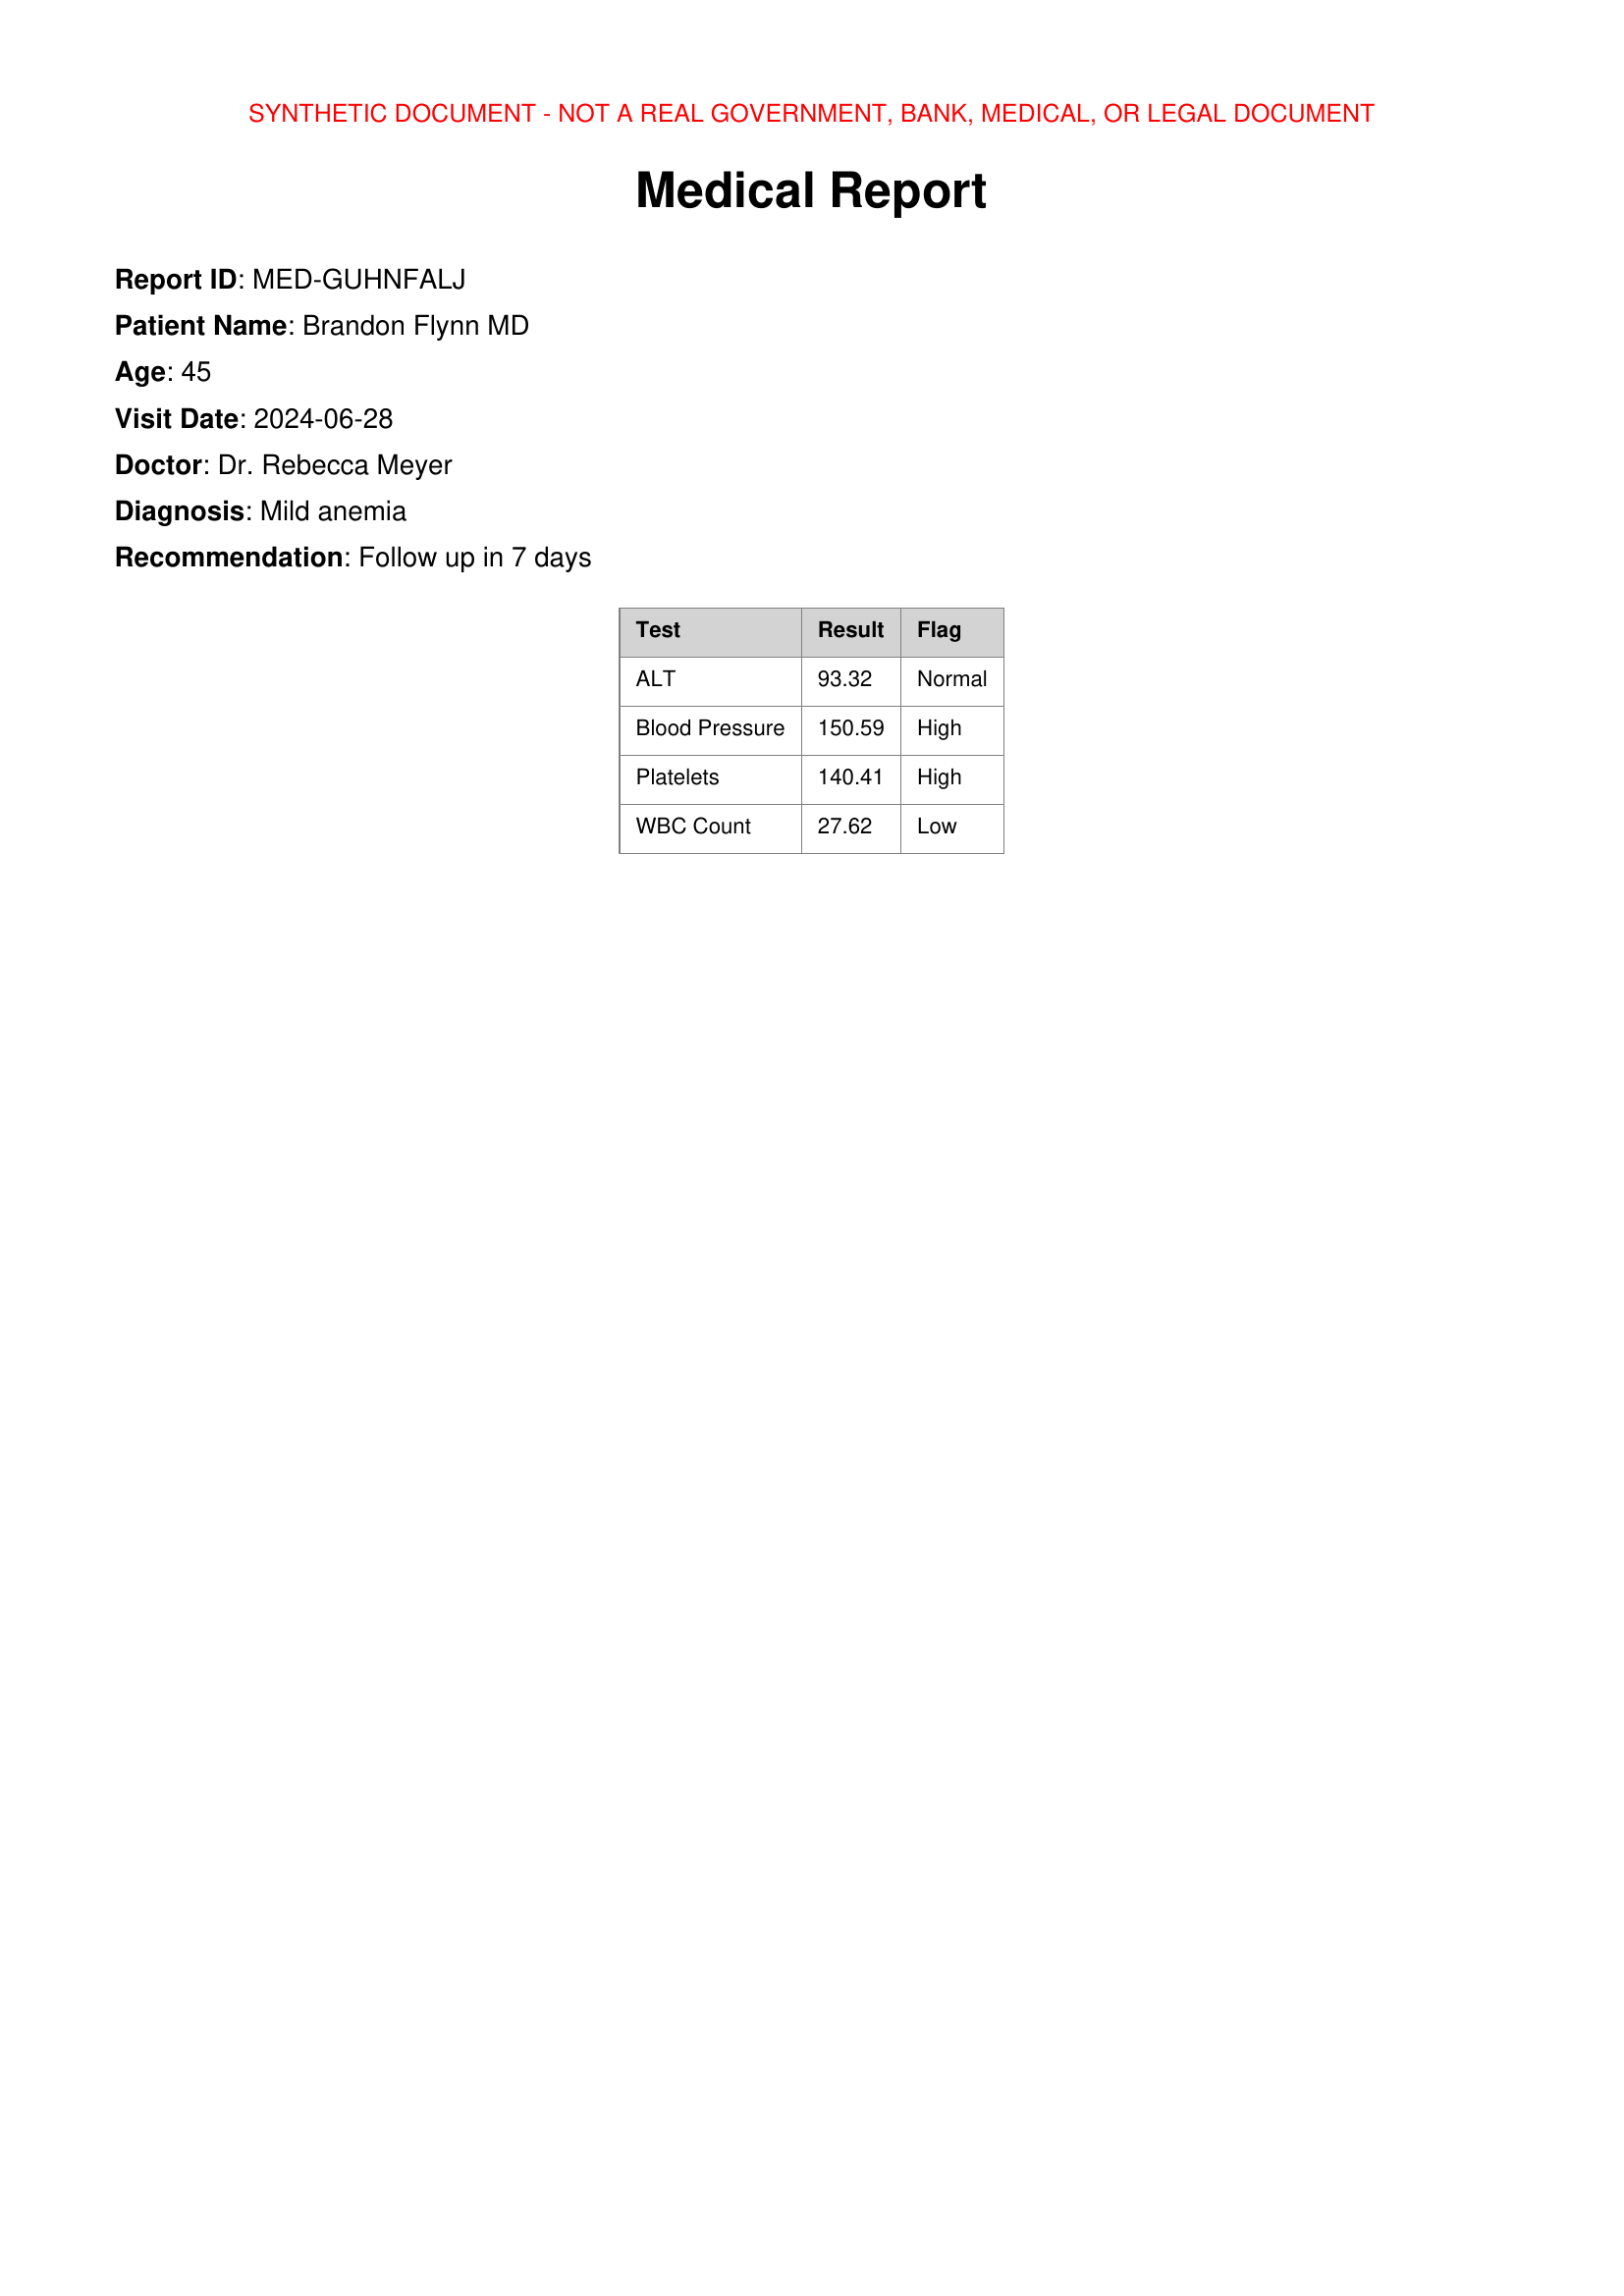 SYNTHETIC DOCUMENT - NOT A REAL GOVERNMENT, BANK, MEDICAL, OR LEGAL DOCUMENT
Medical Report
Report ID: MED-GUHNFALJ
Patient Name: Brandon Flynn MD
Age: 45
Visit Date: 2024-06-28
Doctor: Dr. Rebecca Meyer
Diagnosis: Mild anemia
Recommendation: Follow up in 7 days
Test Result Flag
ALT 93.32 Normal
Blood Pressure 150.59 High
Platelets 140.41 High
WBC Count 27.62 Low